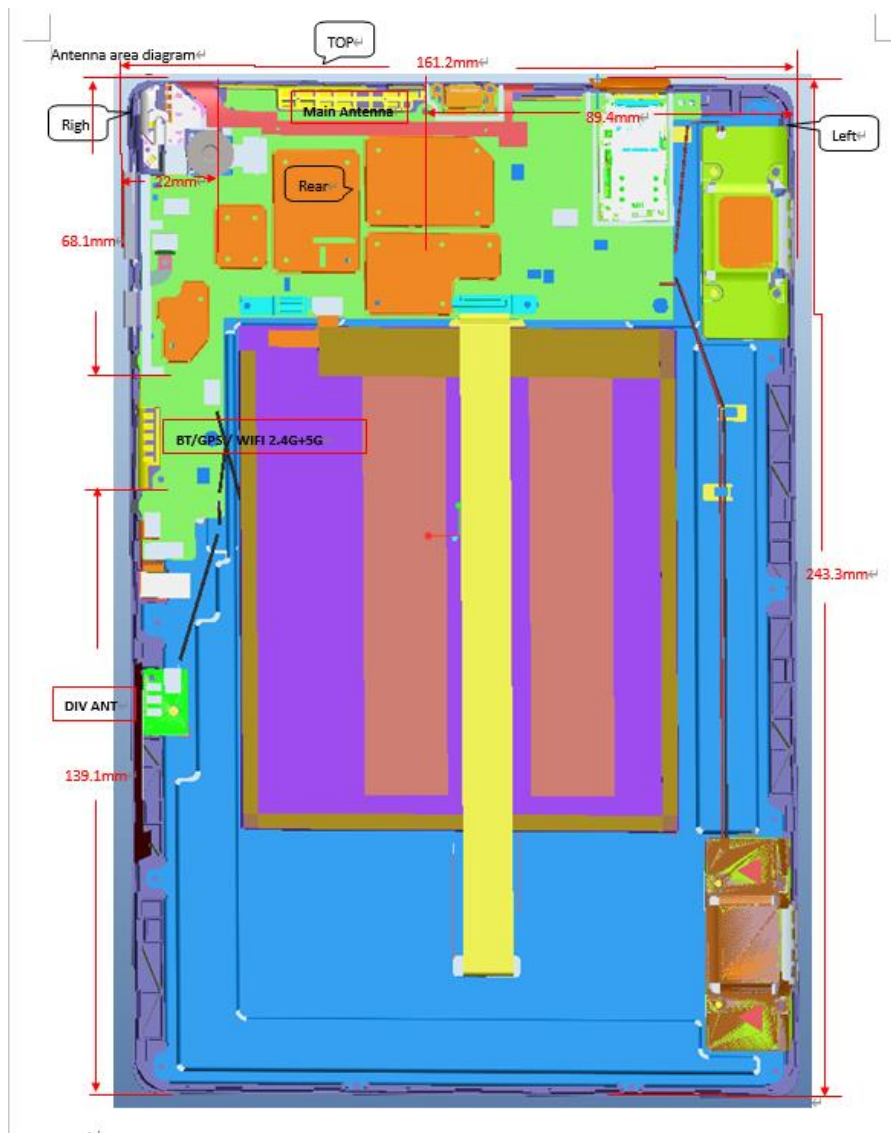 TOP
Antenna area diagram
161.2mm
Main Antenna
89.4mm
Righ
Left
22mm
Rear
68.1mm
BT/GPS / WIFI 2.4G+5G
243.3mm
DIV ANT
139.1mm